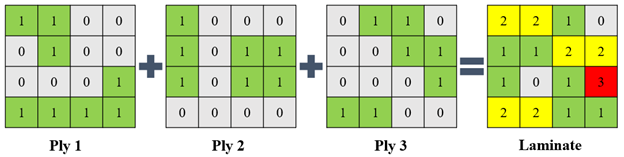 1 1 0 0 1 0 0 0 0 1 1 0 2 2 1 0
0 1 0 0 + 1 0 1 1 + 0 0 1 1 = 1 1 2 2
0 0 0 1 1 0 1 1 0 0 0 1 1 0 1 3
1 1 1 1 0 0 0 0 1 1 0 0 2 2 1 1
Ply 1 Ply 2 Ply 3 Laminate